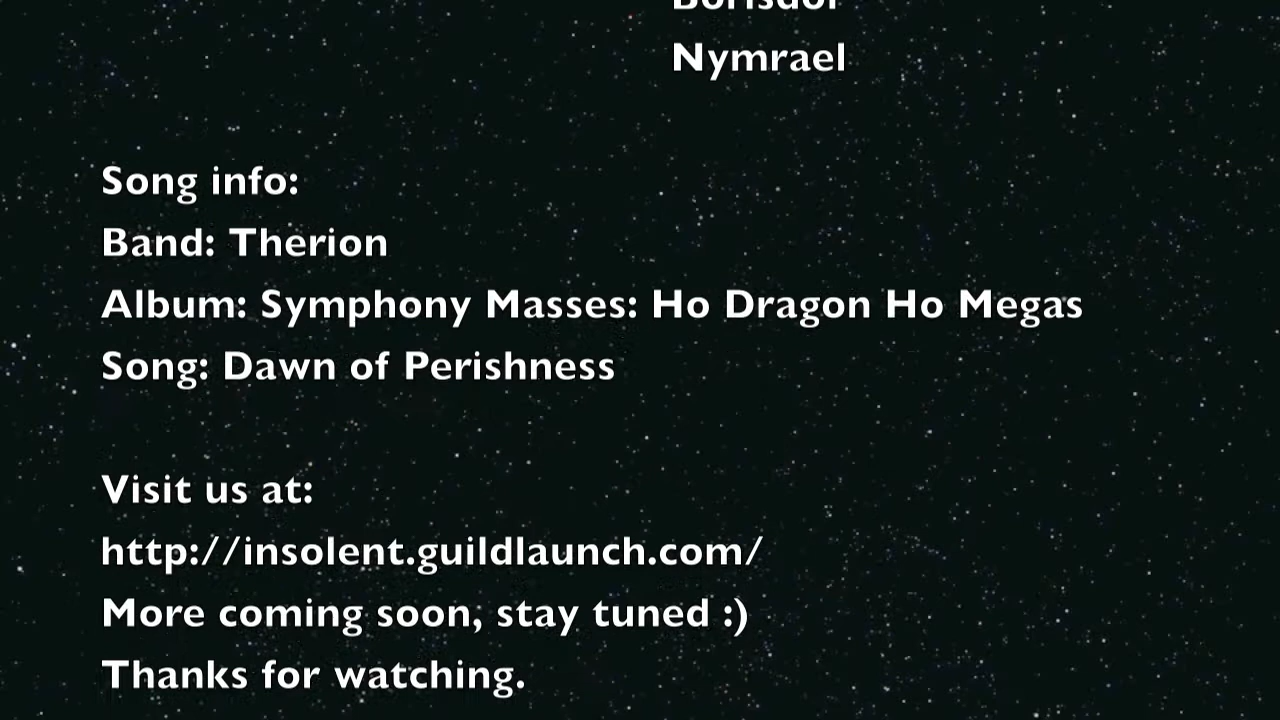 Nymrael
Song info:
Band: Therion
Album: Symphony Masses: Ho Dragon Ho Megas
Song: Dawn of Perishness
Visit us at:
http://insolent.guildlaunch.com/
More coming soon, stay tuned :)
Thanks for watching.